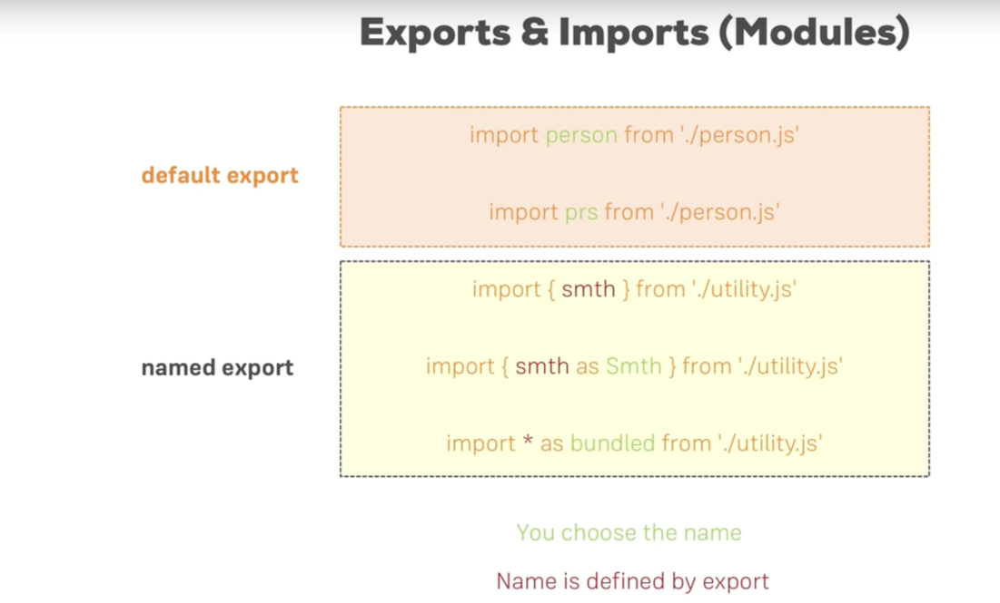 Exports & Imports (Modules)
default export
import person from './person.js'
import prs from './person.js'
named export
import { smth } from './utility.js'
import { smth as Smth } from './utility.js'
import * as bundled from './utility.js'
You choose the name
Name is defined by export